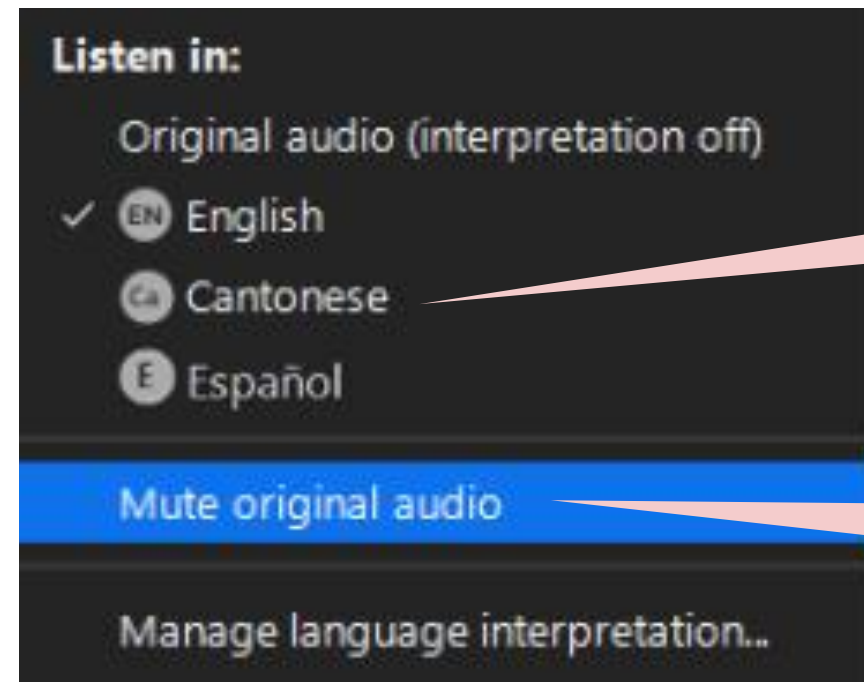 Listen in:
Original audio (interpretation off)
EN English
Ca Cantonese
E Español
Mute original audio
Manage language interpretation...